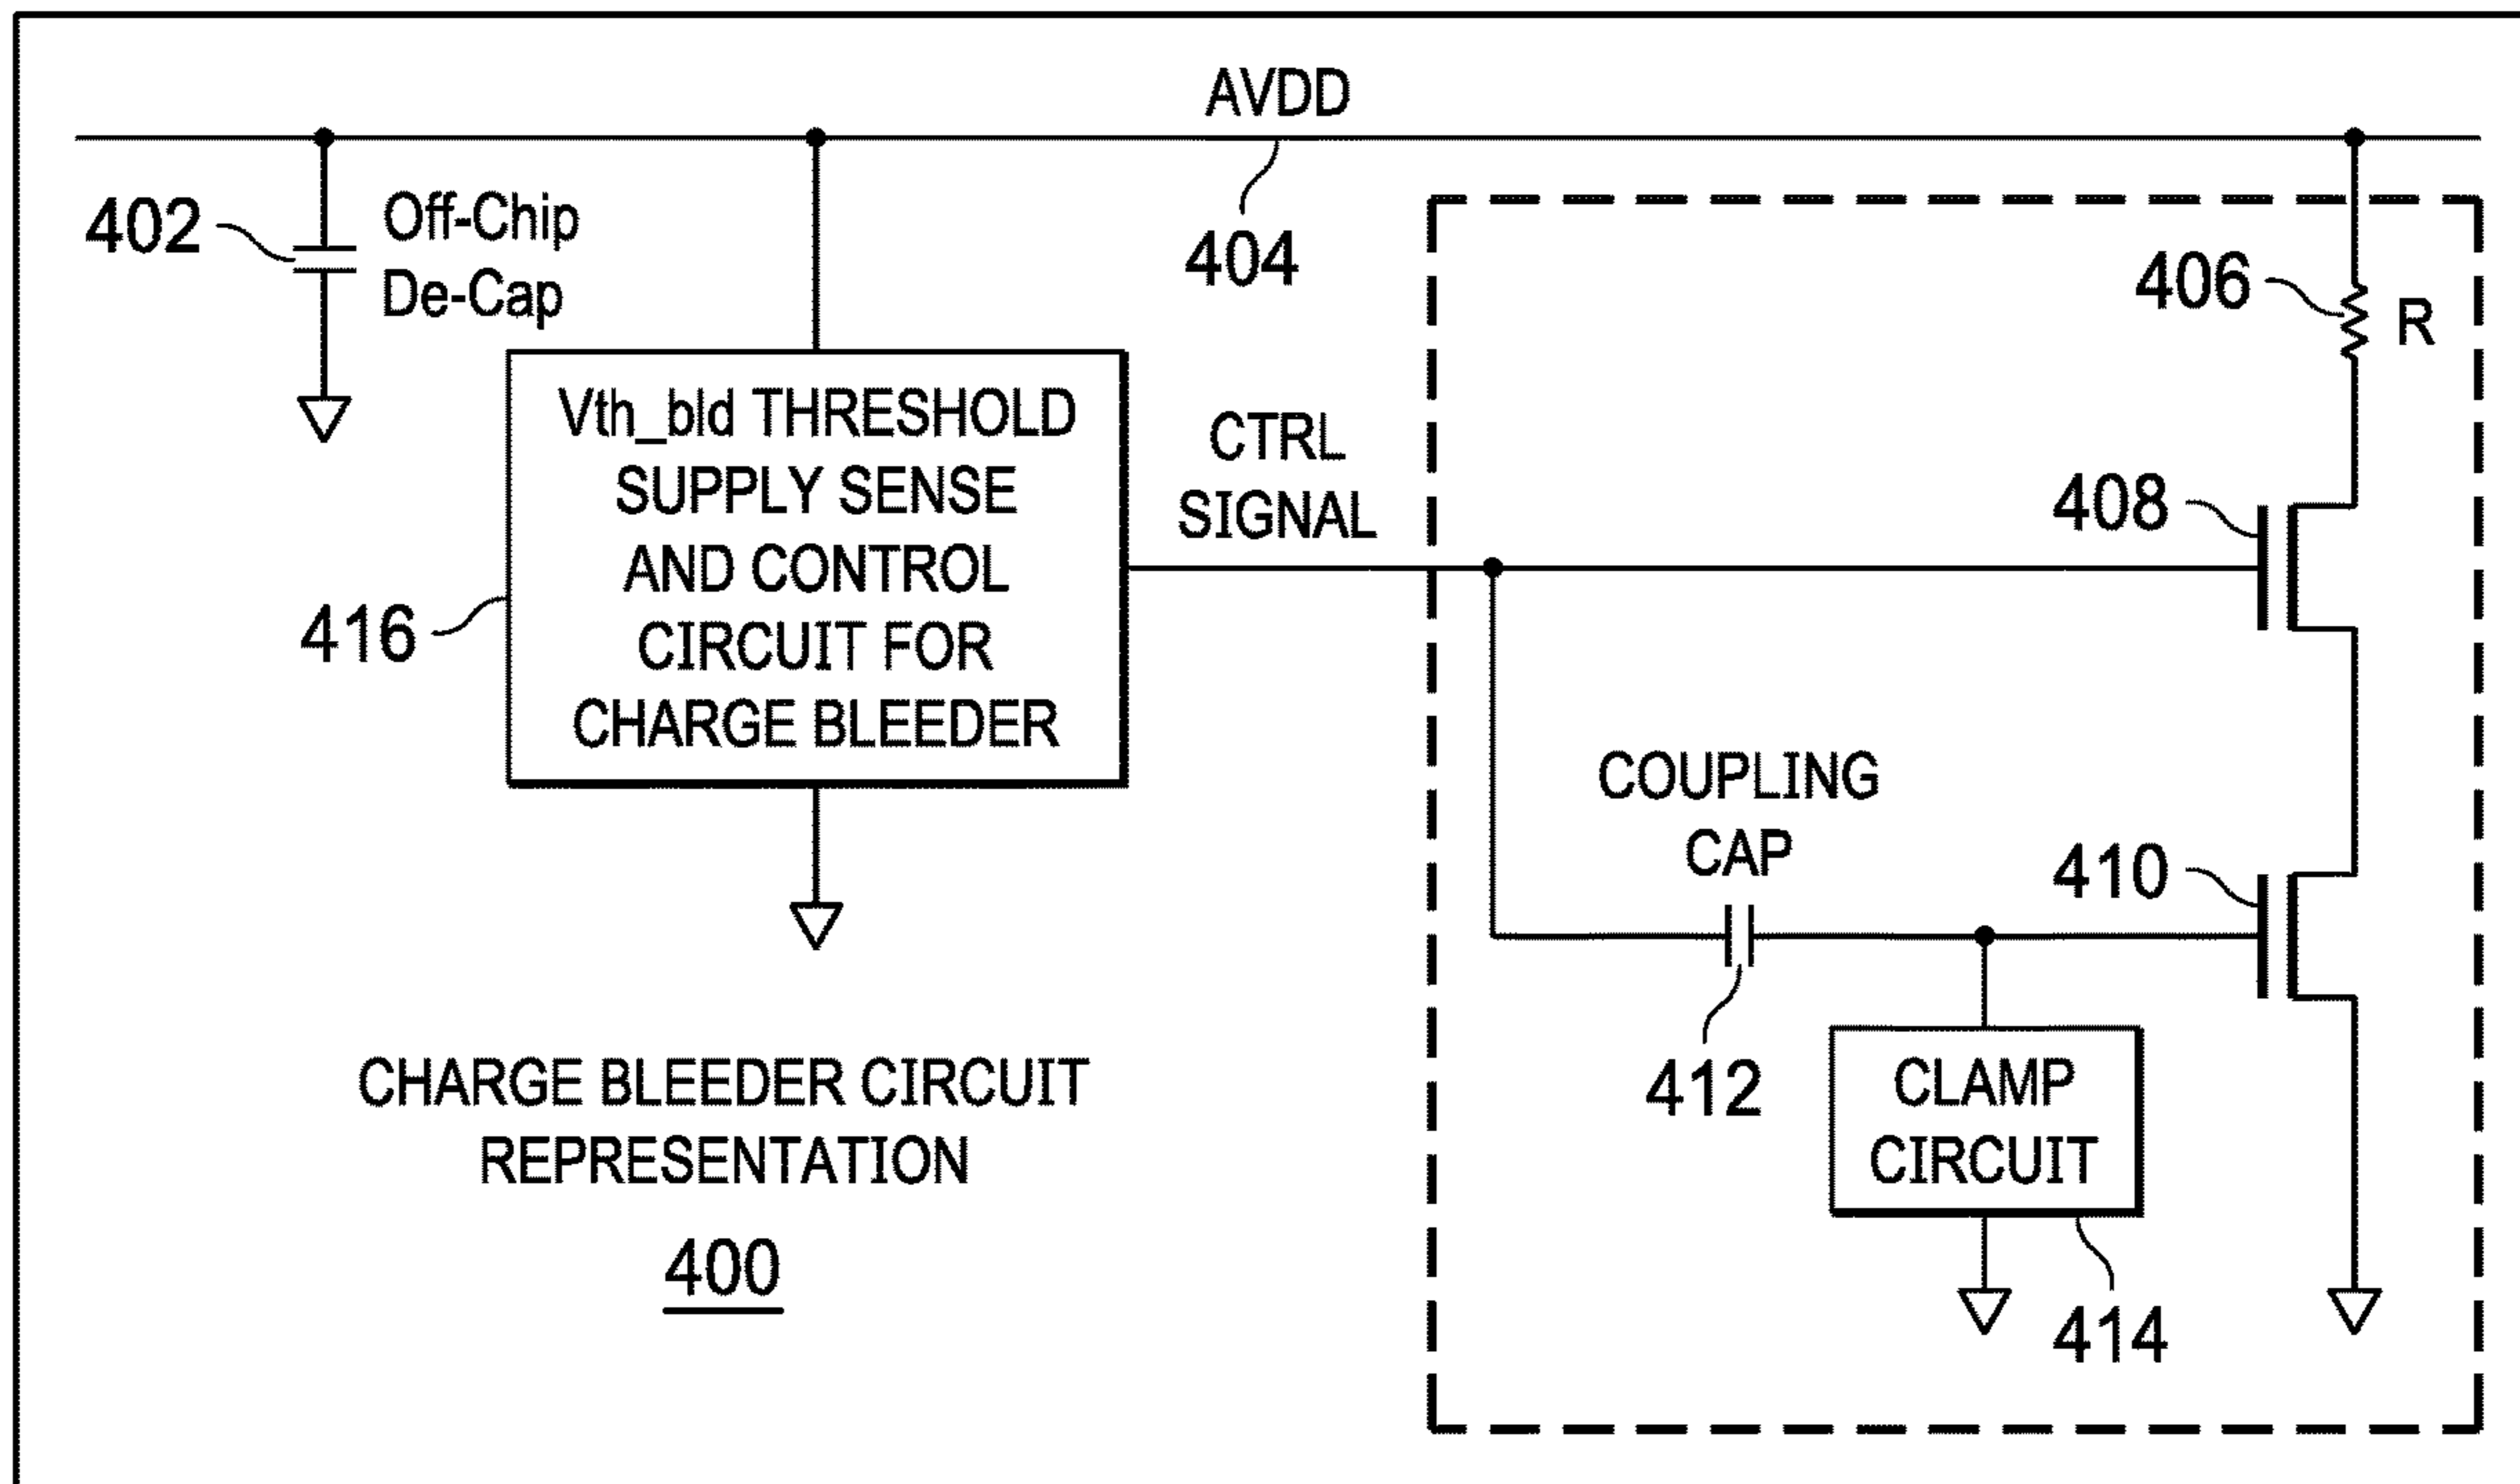 AVDD
404
402
Off-Chip
De-Cap
406
R
Vth_bld THRESHOLD
SUPPLY SENSE
AND CONTROL
CIRCUIT FOR
CHARGE BLEEDER
416
CTRL
SIGNAL
408
COUPLING
CAP
410
412
CLAMP
CIRCUIT
414
CHARGE BLEEDER CIRCUIT
REPRESENTATION
400